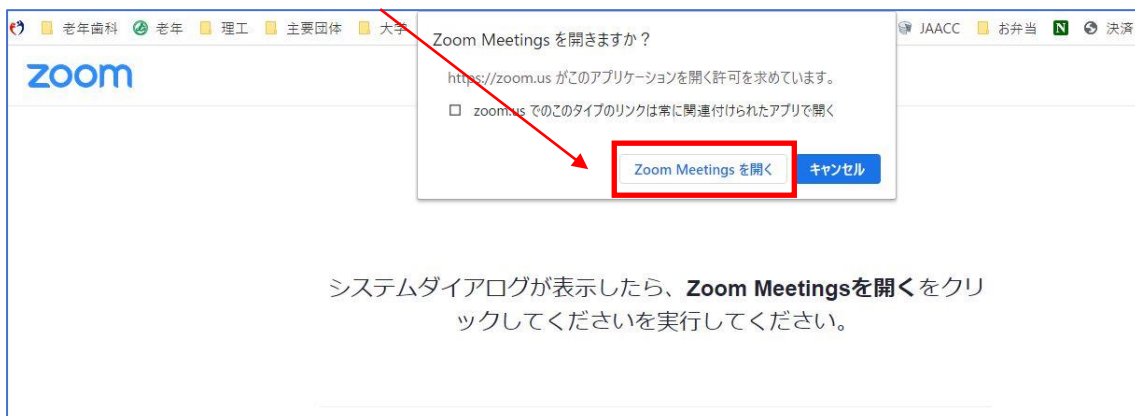 老年歯科 老年 理工 主要団体 大学 JAACC お弁当 N 決済
zoom
Zoom Meetings を開きますか？
https://zoom.us がこのアプリケーションを開く許可を求めています。
zoom.us でのこのタイプのリンクは常に関連付けられたアプリで開く
Zoom Meetings を開く キャンセル
システムダイアログが表示したら、Zoom Meetingsを開くをクリ
ックしてくださいを実行してください。